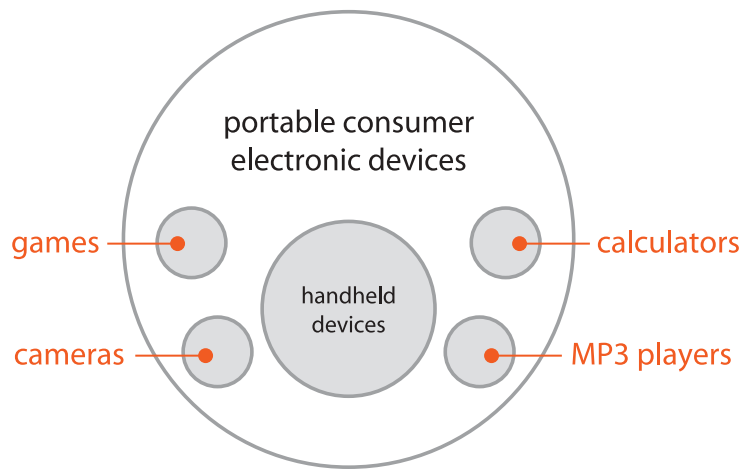 portable consumer
electronic devices
games
calculators
handheld
devices
cameras
MP3 players